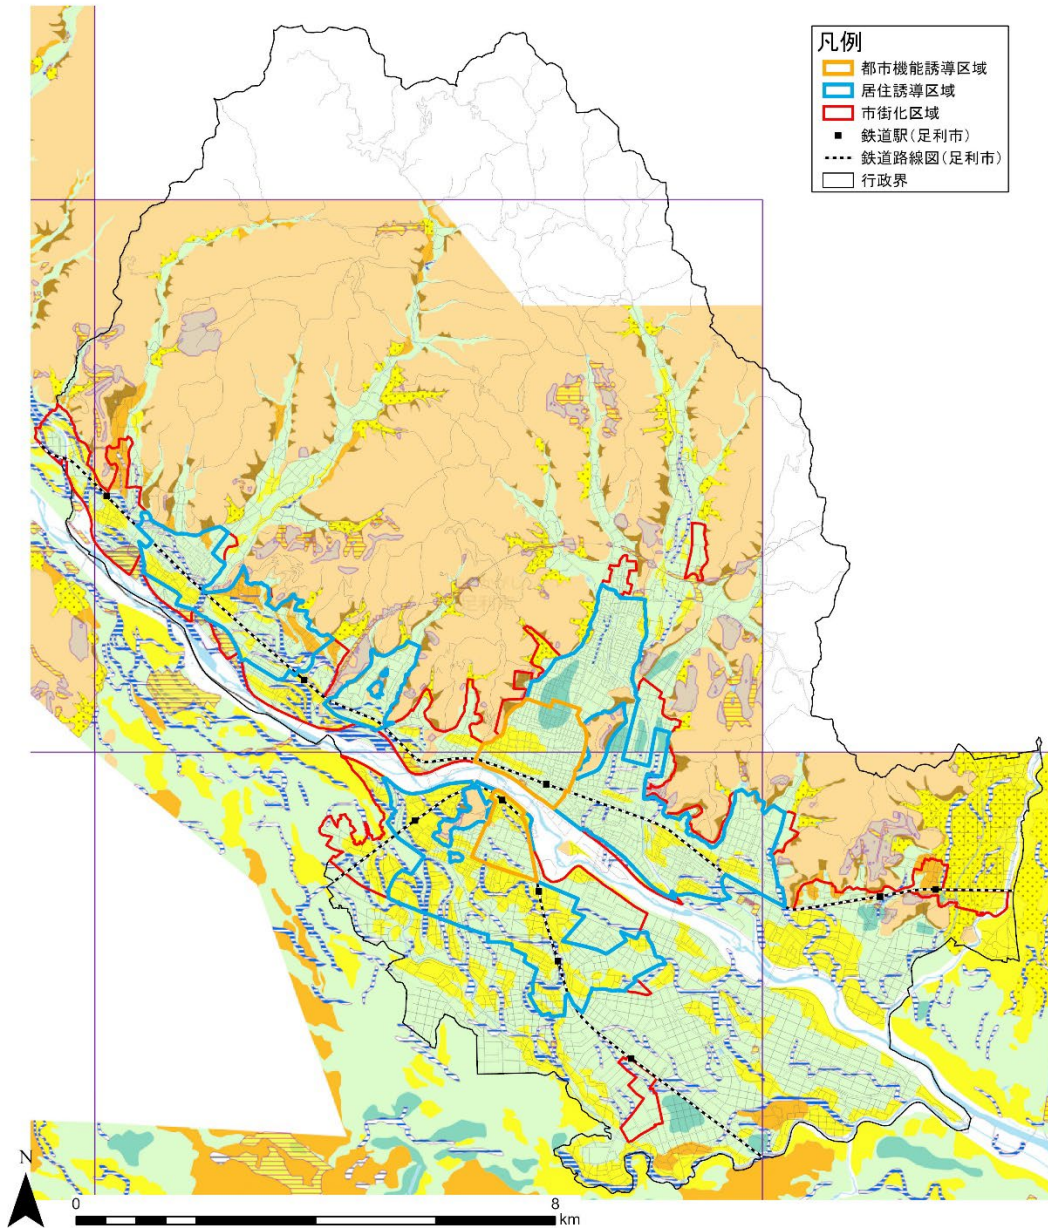 凡例
都市機能誘導区域
居住誘導区域
市街化区域
鉄道駅(足利市)
鉄道路線図(足利市)
行政界
N
0 8
km